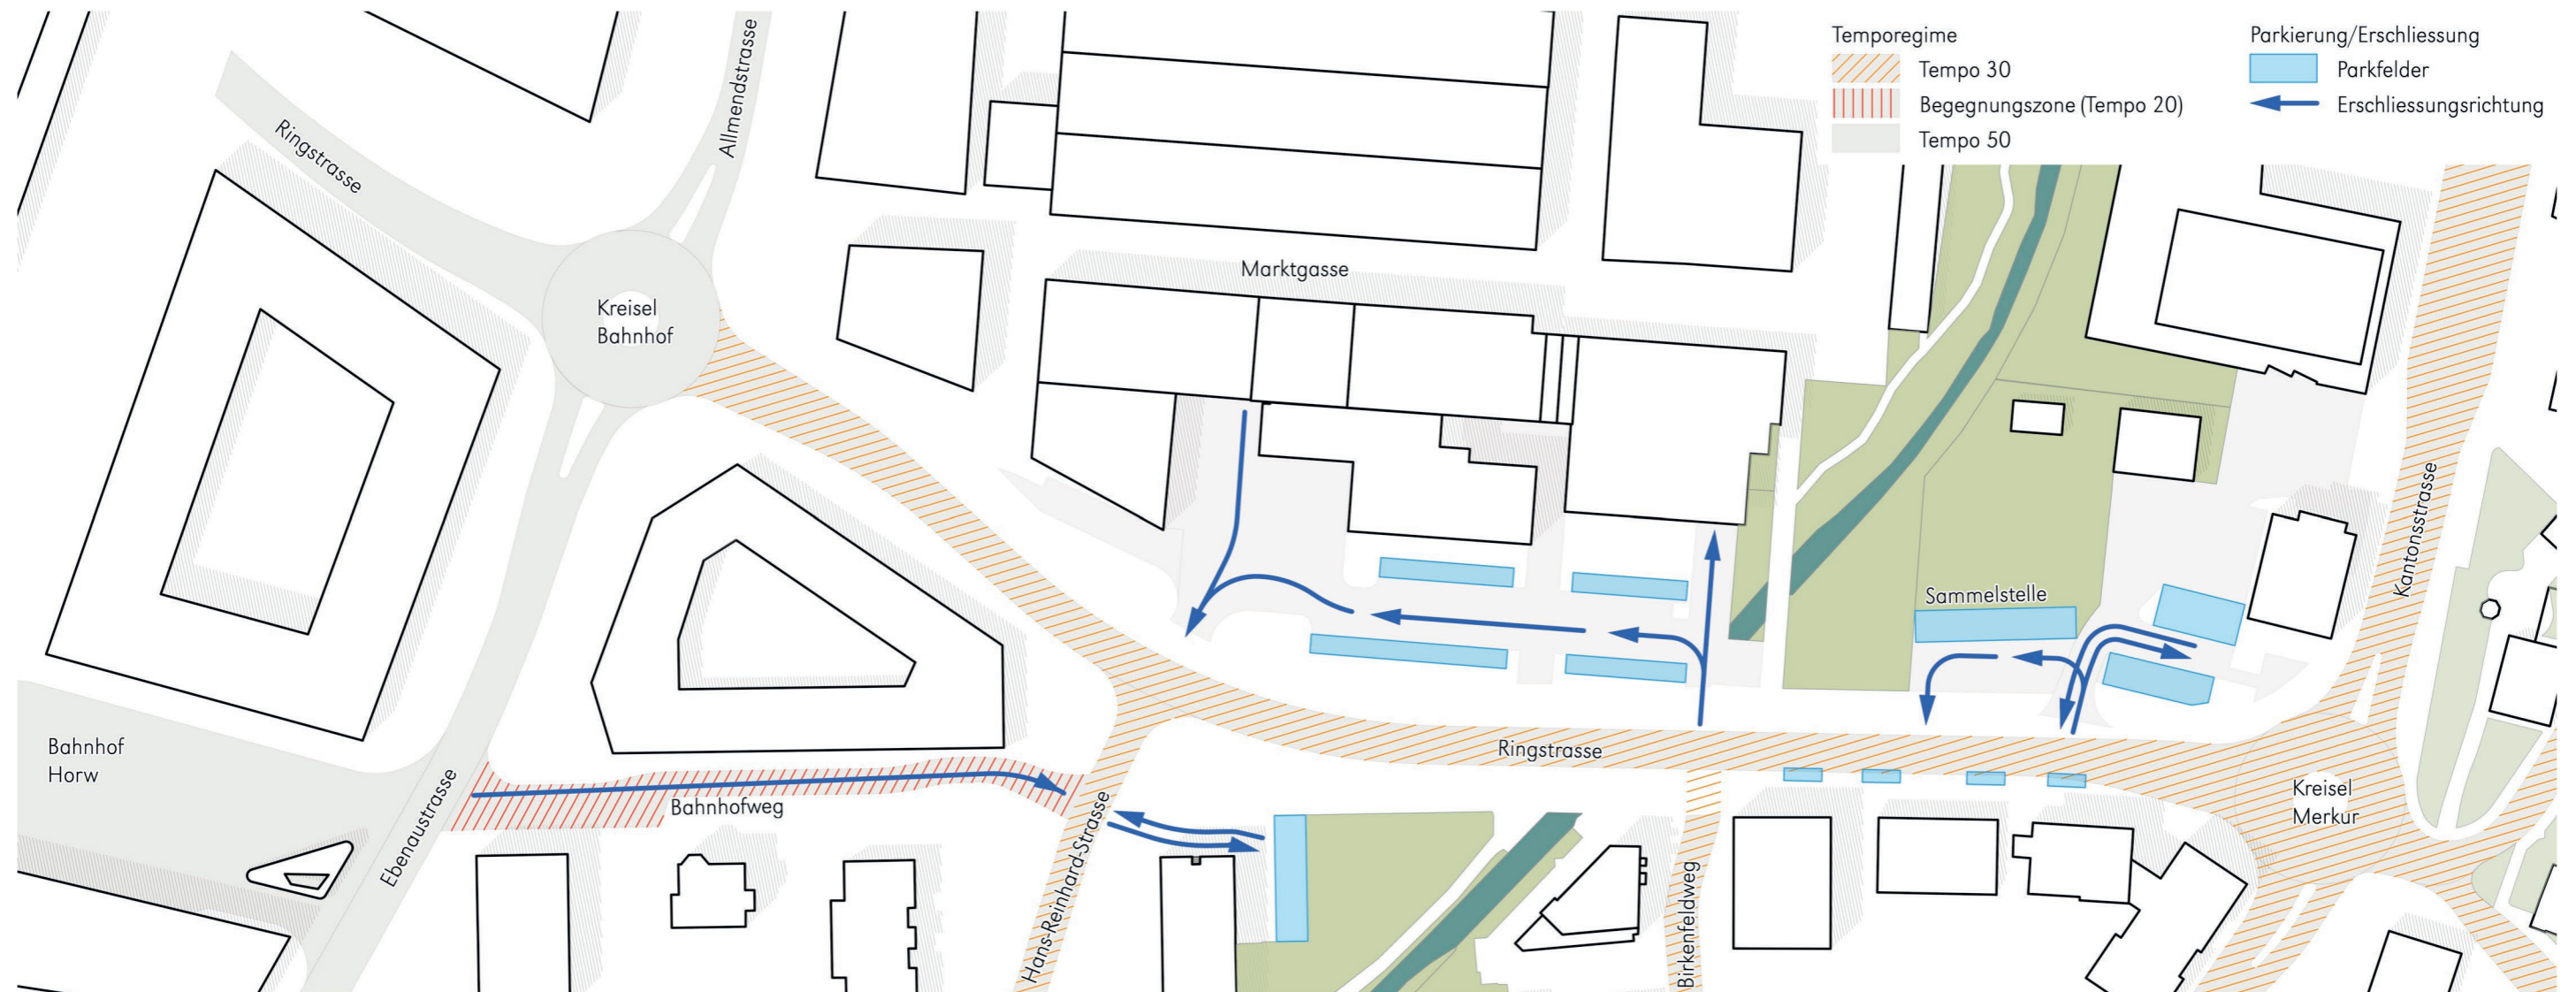 Temporegime
Tempo 30
Begegnungszone (Tempo 20)
Tempo 50
Parkierung/Erschliessung
Parkfelder
Erschliessungsrichtung
Ringstrasse
Allmendstrasse
Kreisel
Bahnhof
Marktgasse
Kantonsstrasse
Sammelstelle
Bahnhof
Horw
Ebenaustrasse
Bahnhofweg
Hans-Reinhard-Strasse
Ringstrasse
Birkenfeldweg
Kreisel
Merkur